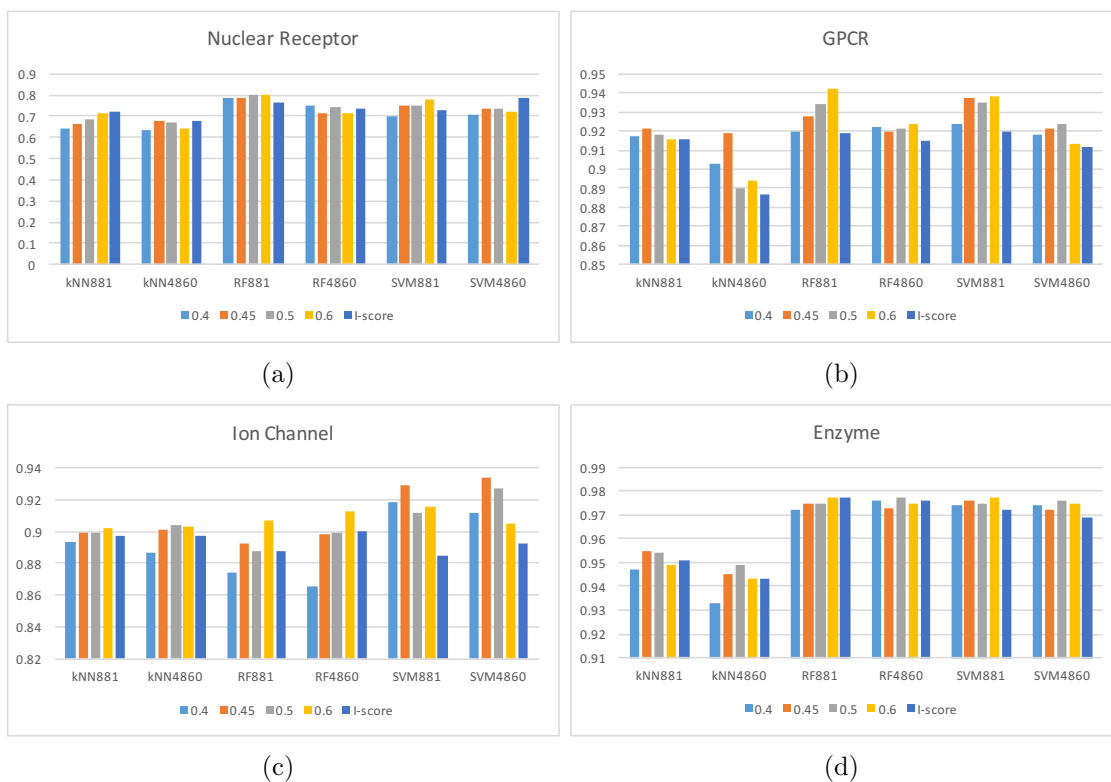 Nuclear Receptor
0.9
0.8
0.7
0.6
0.5
0.4
0.3
0.2
0.1
0
kNN881 kNN4860 RF881 RF4860 SVM881 SVM4860
0.4 0.45 0.5 0.6 I-score
(a)
GPCR
0.95
0.94
0.93
0.92
0.91
0.9
0.89
0.88
0.87
0.86
0.85
kNN881 kNN4860 RF881 RF4860 SVM881 SVM4860
0.4 0.45 0.5 0.6 I-score
(b)
Ion Channel
0.94
0.92
0.9
0.88
0.86
0.84
0.82
kNN881 kNN4860 RF881 RF4860 SVM881 SVM4860
0.4 0.45 0.5 0.6 I-score
(c)
Enzyme
0.99
0.98
0.97
0.96
0.95
0.94
0.93
0.92
0.91
kNN881 kNN4860 RF881 RF4860 SVM881 SVM4860
0.4 0.45 0.5 0.6 I-score
(d)